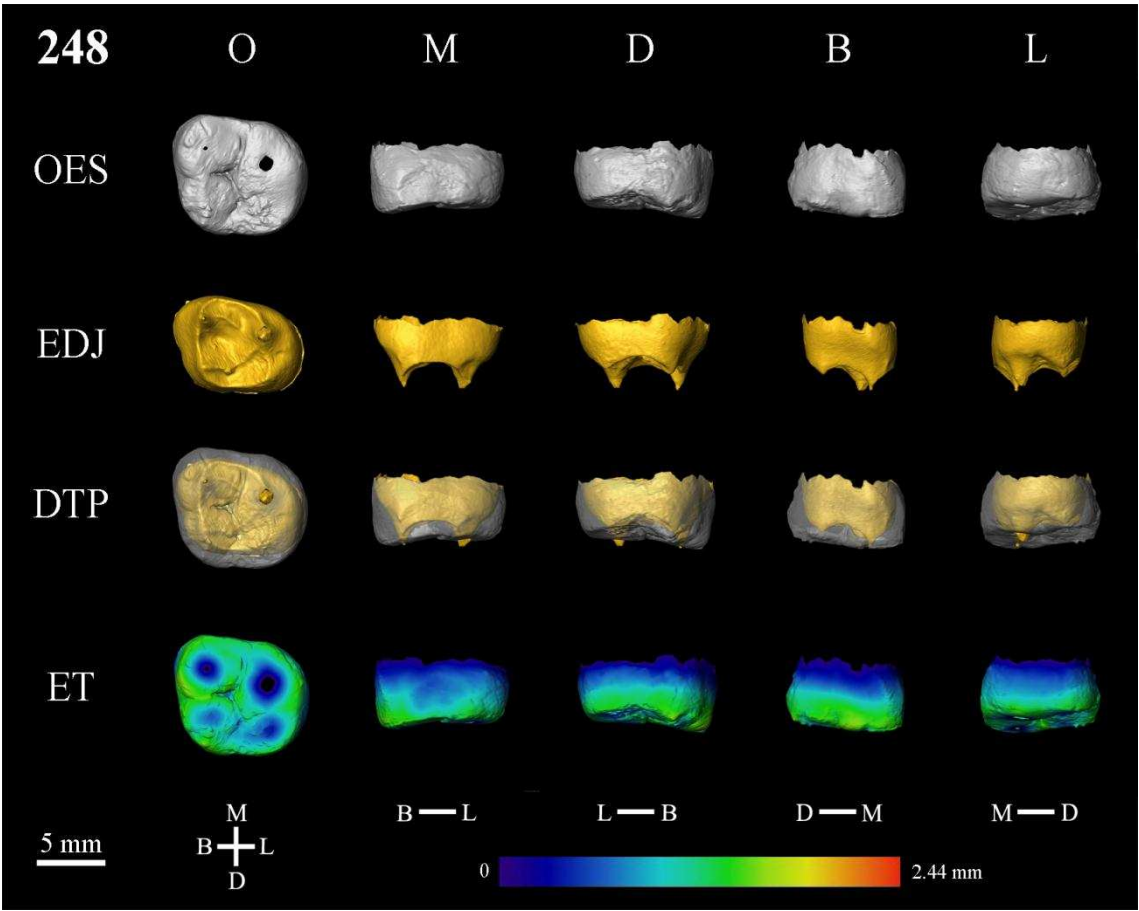 248 O M D B L
OES
EDJ
DTP
ET
M
B L
D
B L
L B
D M
M D
5 mm
0 2.44 mm